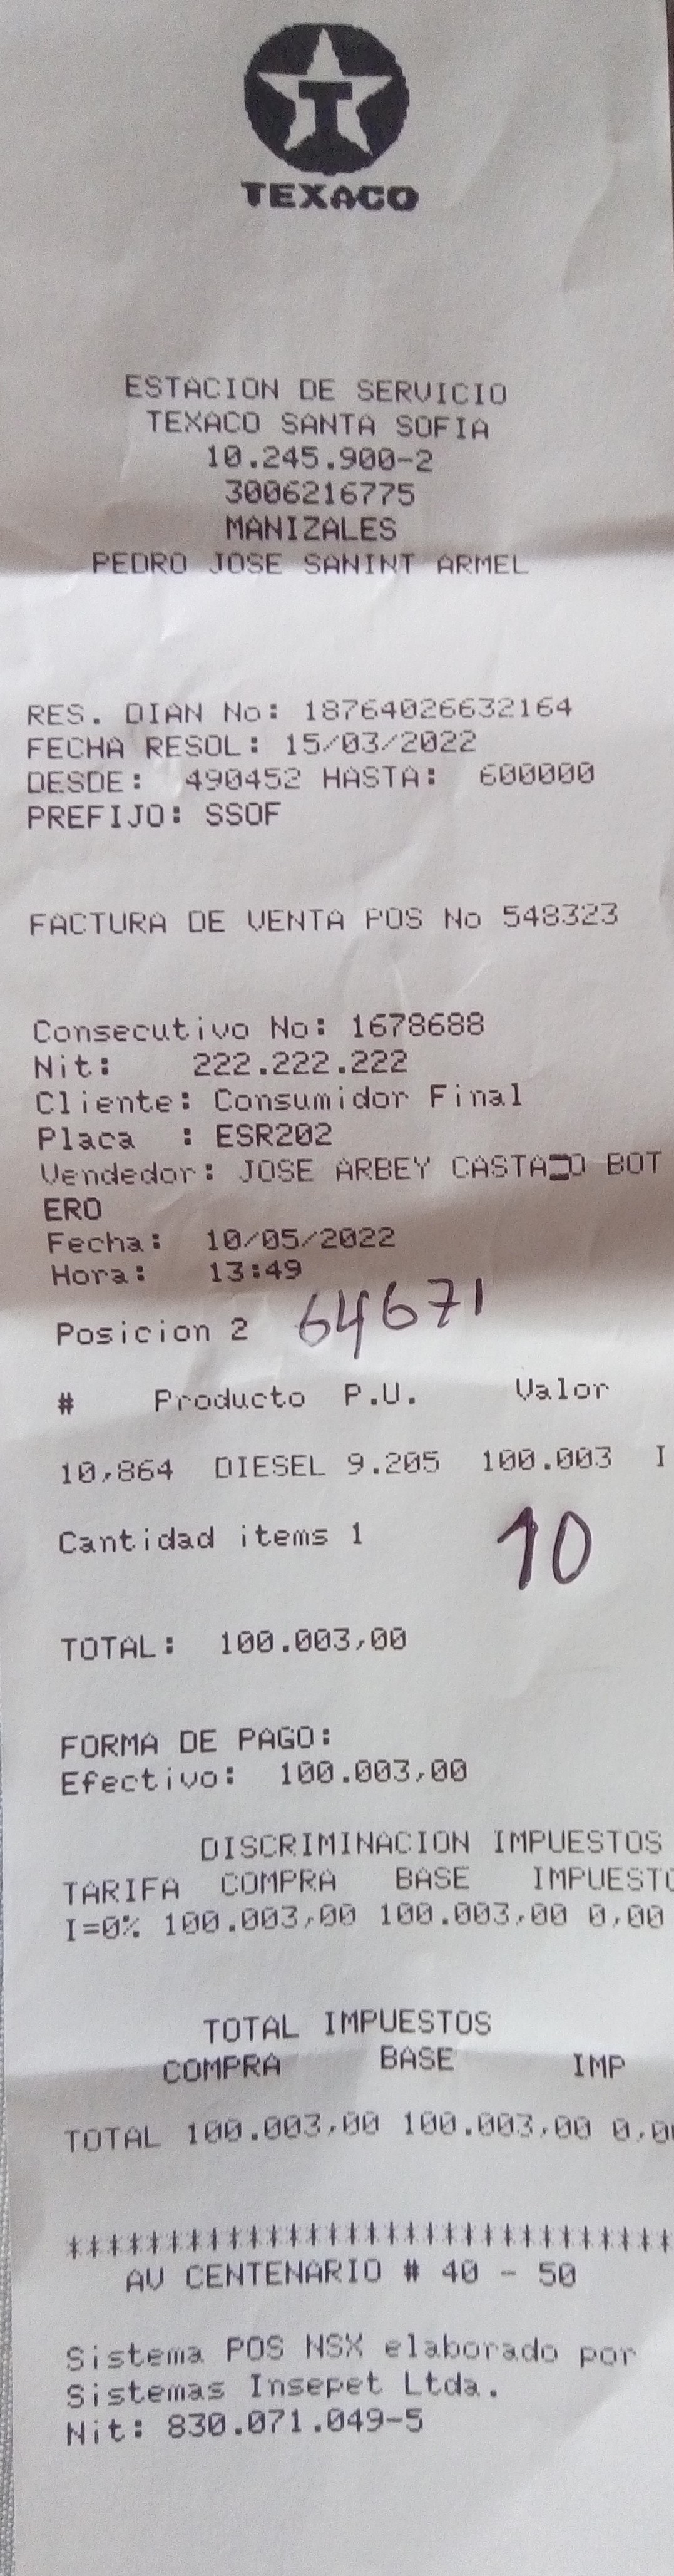 T
TEXACO
ESTACION DE SERVICIO
TEXACO SANTA SOFIA
10.245.900-2
3006216775
MANIZALES
PEDRO JOSE SANINT ARMEL
RES. DIAN No: 18764026632164
FECHA RESOL: 15/03/2022
DESDE: 490452 HASTA: 600000
PREFIJO: SSOF
FACTURA DE VENTA POS No 548323
Consecutivo No: 1678688
Nit: 222.222.222
Cliente: Consumidor Final
Placa : ESR202
Vendedor: JOSE ARBEY CASTA O BOT
ERO
Fecha: 10/05/2022
Hora: 13:49
Posicion 2 64671
# Producto P.U. Valor
10,864 DIESEL 9.205 100.003 I
Cantidad items 1 10
TOTAL: 100.003,00
FORMA DE PAGO:
Efectivo: 100.003,00
DISCRIMINACION IMPUESTOS
TARIFA COMPRA BASE IMPUESTO
I=0% 100.003,00 100.003,00 0,00
TOTAL IMPUESTOS
COMPRA BASE IMP
TOTAL 100.003,00 100.003,00 0,0
*******************************
AV CENTENARIO # 40 - 50
Sistema POS NSX elaborado por
Sistemas Insepet Ltda.
Nit: 830.071.049-5